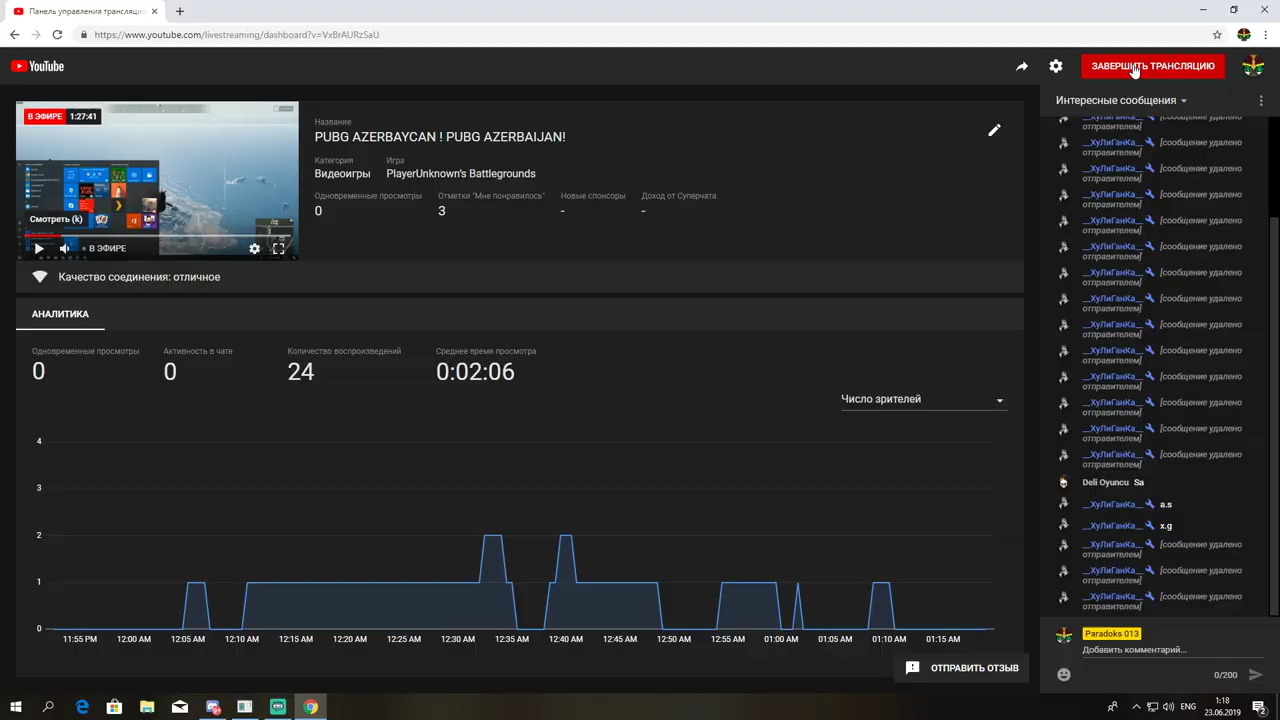 Панель управления трансляцио
https://www.youtube.com/livestreaming/dashboard?v=VxBrAURzSaU
YouTube
ЗАВЕРШИТЬ ТРАНСЛЯЦИЮ
В ЭФИРЕ 1:27:41
Смотреть (k)
В ЭФИРЕ
Название
PUBG AZERBAYCAN ! PUBG AZERBAIJAN!
Категория Игра
Видеоигры PlayerUnknown's Battlegrounds
Одновременные просмотры Отметки "Мне понравилось" Новые спонсоры Доход от Суперчата
0 3 - -
Качество соединения: отличное
АНАЛИТИКА
Одновременные просмотры Активность в чате Количество воспроизведений Среднее время просмотра
0 0 24 0:02:06
Число зрителей
4
3
2
1
0
11:55 PM 12:00 AM 12:05 AM 12:10 AM 12:15 AM 12:20 AM 12:25 AM 12:30 AM 12:35 AM 12:40 AM 12:45 AM 12:50 AM 12:55 AM 01:00 AM 01:05 AM 01:10 AM 01:15 AM
ОТПРАВИТЬ ОТЗЫВ
Интересные сообщения
__ХуЛиГанКа__ [сообщение удалено
отправителем]
__ХуЛиГанКа__ [сообщение удалено
отправителем]
__ХуЛиГанКа__ [сообщение удалено
отправителем]
__ХуЛиГанКа__ [сообщение удалено
отправителем]
__ХуЛиГанКа__ [сообщение удалено
отправителем]
__ХуЛиГанКа__ [сообщение удалено
отправителем]
__ХуЛиГанКа__ [сообщение удалено
отправителем]
__ХуЛиГанКа__ [сообщение удалено
отправителем]
__ХуЛиГанКа__ [сообщение удалено
отправителем]
__ХуЛиГанКа__ [сообщение удалено
отправителем]
__ХуЛиГанКа__ [сообщение удалено
отправителем]
__ХуЛиГанКа__ [сообщение удалено
отправителем]
__ХуЛиГанКа__ [сообщение удалено
отправителем]
__ХуЛиГанКа__ [сообщение удалено
отправителем]
Deli Oyuncu Sa
__ХуЛиГанКа__ a.s
__ХуЛиГанКа__ x.g
__ХуЛиГанКа__ [сообщение удалено
отправителем]
__ХуЛиГанКа__ [сообщение удалено
отправителем]
__ХуЛиГанКа__ [сообщение удалено
отправителем]
Paradoks 013
Добавить комментарий...
0/200
ENG
1:18
23.06.2019
2